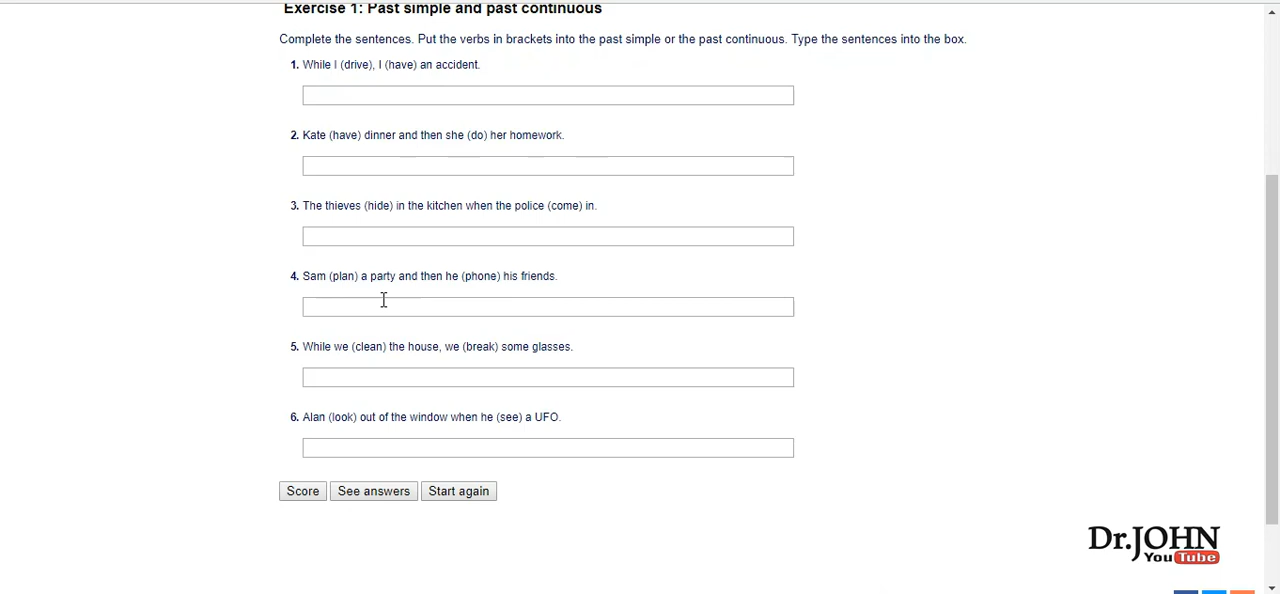 Exercise 1: Past simple and past continuous
Complete the sentences. Put the verbs in brackets into the past simple or the past continuous. Type the sentences into the box.
1. While I (drive), I (have) an accident.
2. Kate (have) dinner and then she (do) her homework.
3. The thieves (hide) in the kitchen when the police (come) in.
4. Sam (plan) a party and then he (phone) his friends.
5. While we (clean) the house, we (break) some glasses.
6. Alan (look) out of the window when he (see) a UFO.
Score See answers Start again
Dr.JOHN
YouTube